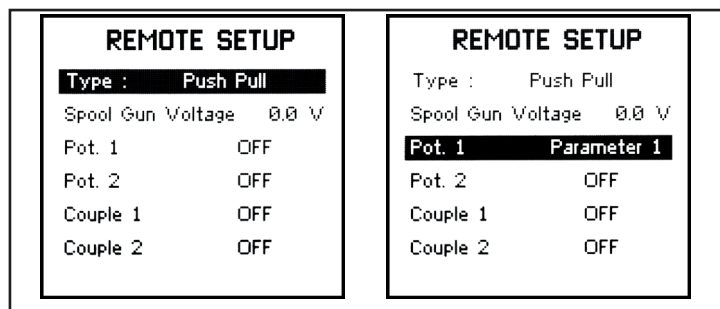 REMOTE SETUP
Type : Push Pull
Spool Gun Voltage 0.0 V
Pot. 1 OFF
Pot. 2 OFF
Couple 1 OFF
Couple 2 OFF
REMOTE SETUP
Type : Push Pull
Spool Gun Voltage 0.0 V
Pot. 1 Parameter 1
Pot. 2 OFF
Couple 1 OFF
Couple 2 OFF